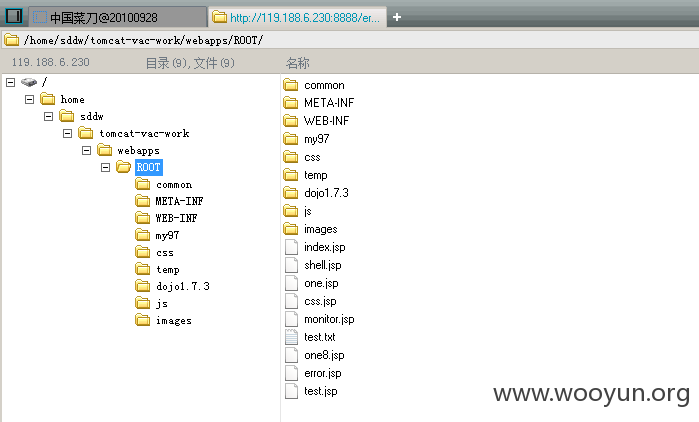 中国菜刀@20100928
http://119.188.6.230:8888/er...
/home/sddw/tomcat-vac-work/webapps/ROOT/
119.188.6.230
目录(9),文件(9)
名称
/
home
sddw
tomcat-vac-work
webapps
ROOT
common
META-INF
WEB-INF
my97
css
temp
dojo1.7.3
js
images
common
META-INF
WEB-INF
my97
css
temp
dojo1.7.3
js
images
index.jsp
shell.jsp
one.jsp
css.jsp
monitor.jsp
test.txt
one8.jsp
error.jsp
test.jsp
www.wooyun.org